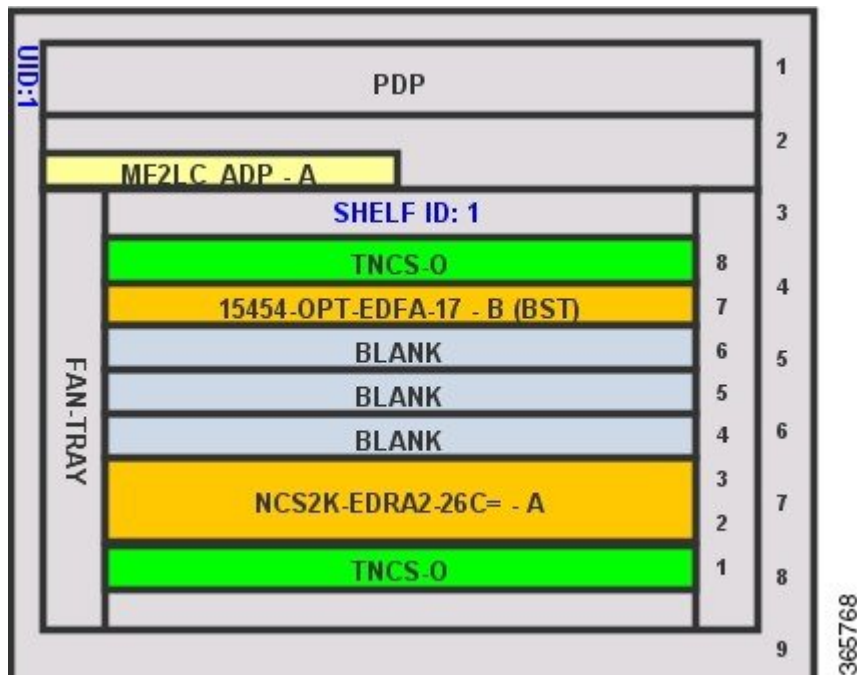 UID:1
PDP
1
2
MF2LC_ADP - A
SHELF ID: 1
3
TNCS-O
8
4
15454-OPT-EDFA-17 - B (BST)
7
BLANK
6
5
BLANK
5
BLANK
4
6
FAN-TRAY
NCS2K-EDRA2-26C= - A
3
2
7
TNCS-O
1
8
9
365768